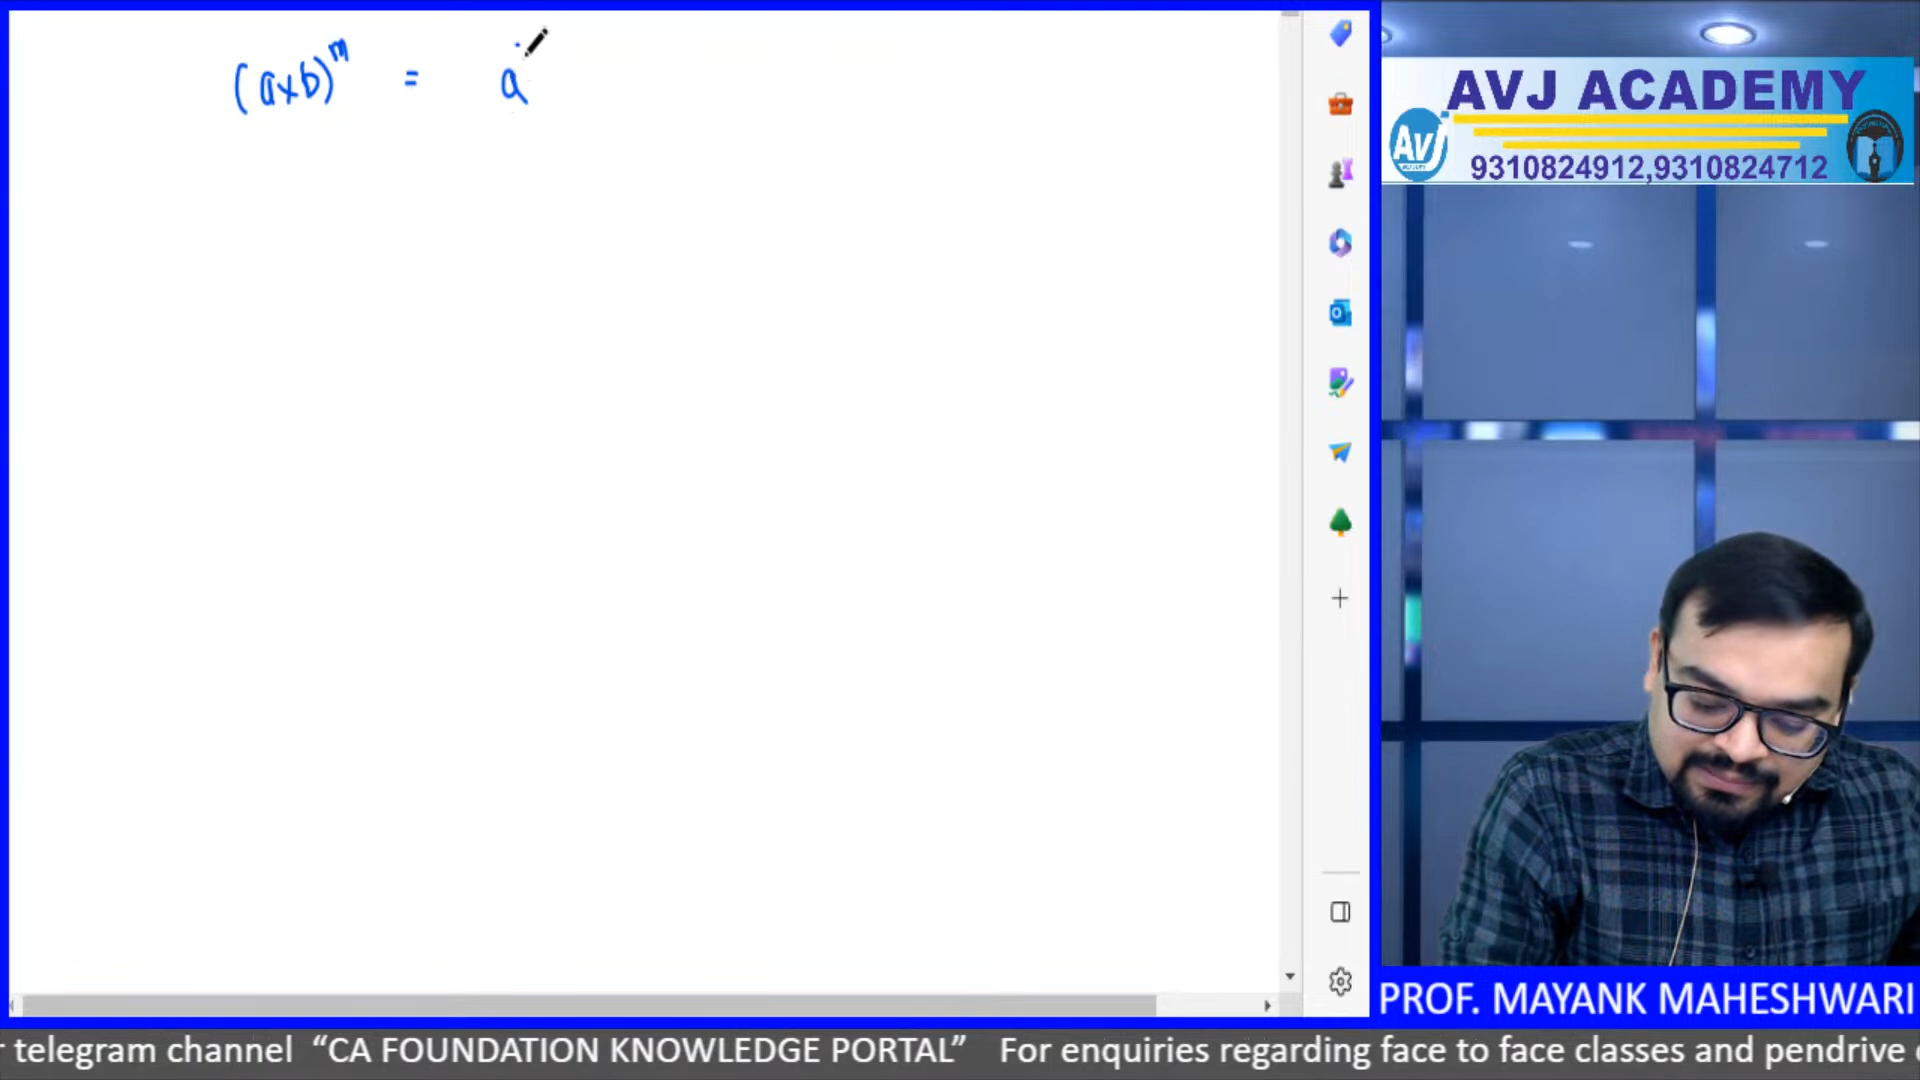 (a×b)^m = a
AVJ ACADEMY
AVJ
9310824912,9310824712
PROF. MAYANK MAHESHWARI
r telegram channel “CA FOUNDATION KNOWLEDGE PORTAL” For enquiries regarding face to face classes and pendrive c